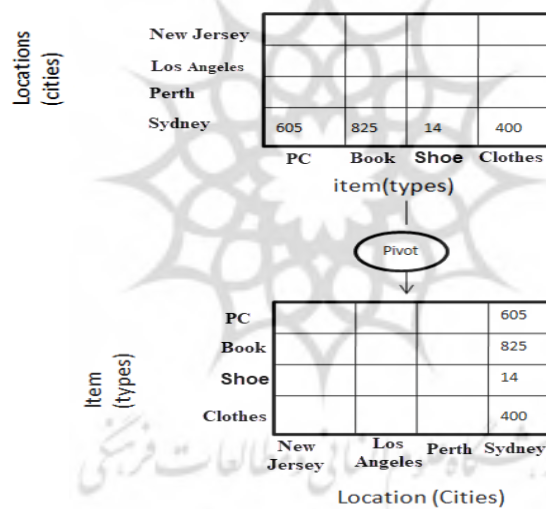 Locations
(cities)
New Jersey
Los Angeles
Perth
Sydney
605 825 14 400
PC Book Shoe Clothes
item(types)
Pivot
Item
(types)
PC 605
Book 825
Shoe 14
Clothes 400
New Jersey Los Angeles Perth Sydney
Location (Cities)